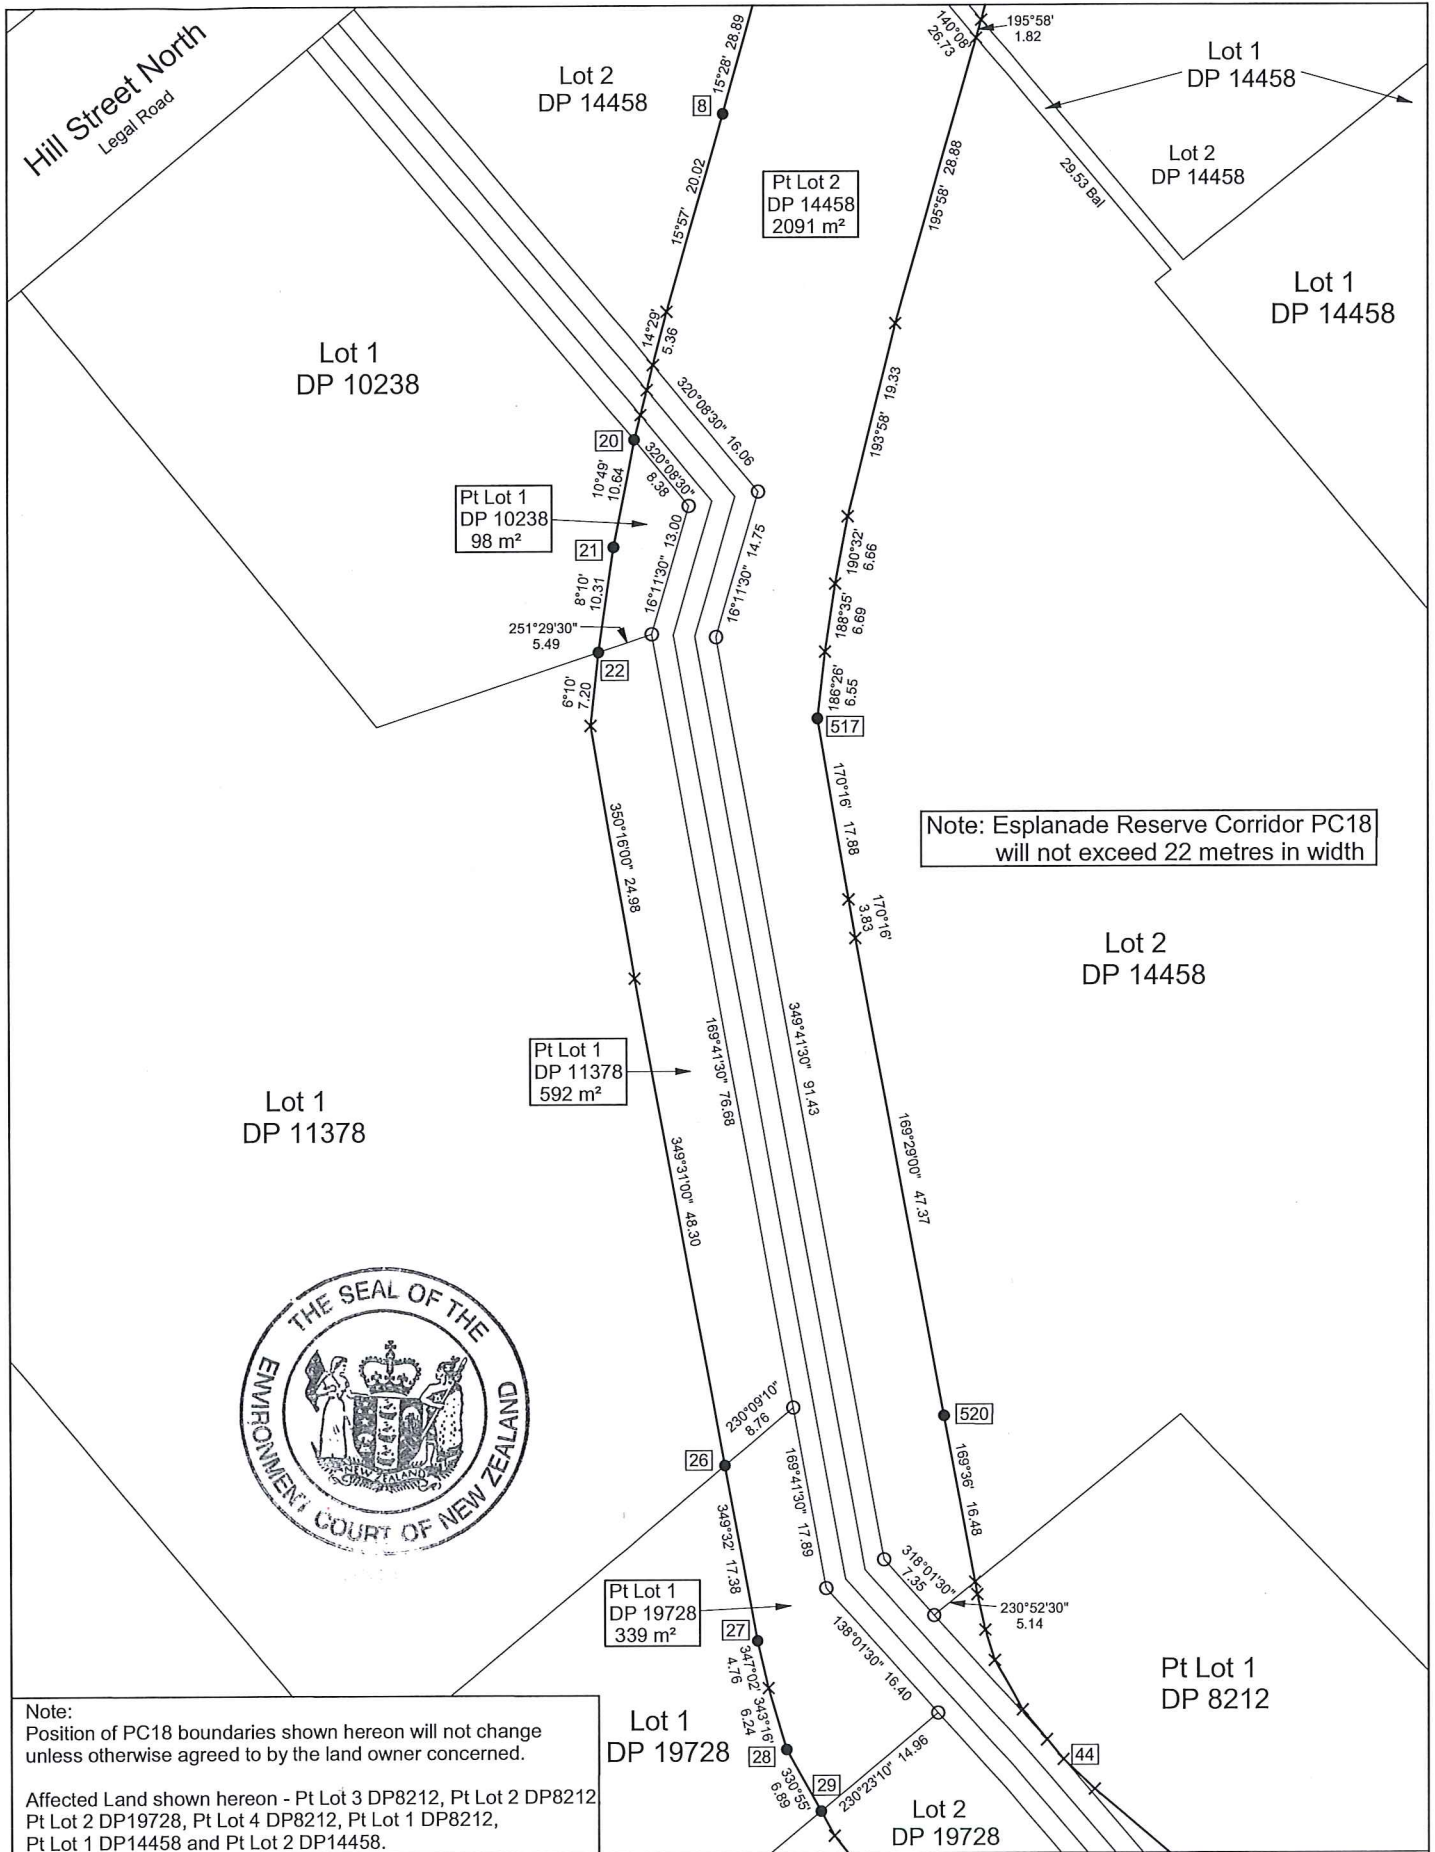 Hill Street North
Legal Road
Lot 2
DP 14458
15°28' 28.89
8
140°08'
26.73
195°58'
1.82
Lot 1
DP 14458
Lot 2
DP 14458
29.53 Bal
Pt Lot 2
DP 14458
2091 m²
195°58' 28.88
15°57' 20.02
Lot 1
DP 14458
Lot 1
DP 10238
14°29'
5.36
320°08'30" 16.06
193°58' 19.33
20
320°08'30"
8.38
10°49'
10.64
Pt Lot 1
DP 10238
98 m²
21
16°11'30" 13.00
16°11'30" 14.75
190°32'
6.66
188°35'
6.69
8°10'
10.31
251°29'30"
5.49
22
6°10'
7.20
186°26'
6.55
517
170°16' 17.88
350°16'00" 24.98
Note: Esplanade Reserve Corridor PC18
will not exceed 22 metres in width
170°16'
3.83
Lot 2
DP 14458
349°41'30" 91.43
169°41'30" 76.68
Pt Lot 1
DP 11378
592 m²
Lot 1
DP 11378
349°31'00" 48.30
169°29'00" 47.37
THE SEAL OF THE
ENVIRONMENT COURT OF NEW ZEALAND
NEW ZEALAND
230°09'10"
8.76
26
520
169°36' 16.48
169°41'30" 17.89
349°32' 17.38
318°01'30"
7.35
230°52'30"
5.14
Pt Lot 1
DP 19728
339 m²
27
347°02'
4.76
138°01'30" 16.40
343°16'
6.24
28
Lot 1
DP 19728
Pt Lot 1
DP 8212
44
330°55'
6.89
29
230°23'10" 14.96
Lot 2
DP 19728
Note:
Position of PC18 boundaries shown hereon will not change
unless otherwise agreed to by the land owner concerned.
Affected Land shown hereon - Pt Lot 3 DP8212, Pt Lot 2 DP8212
Pt Lot 2 DP19728, Pt Lot 4 DP8212, Pt Lot 1 DP8212,
Pt Lot 1 DP14458 and Pt Lot 2 DP14458.